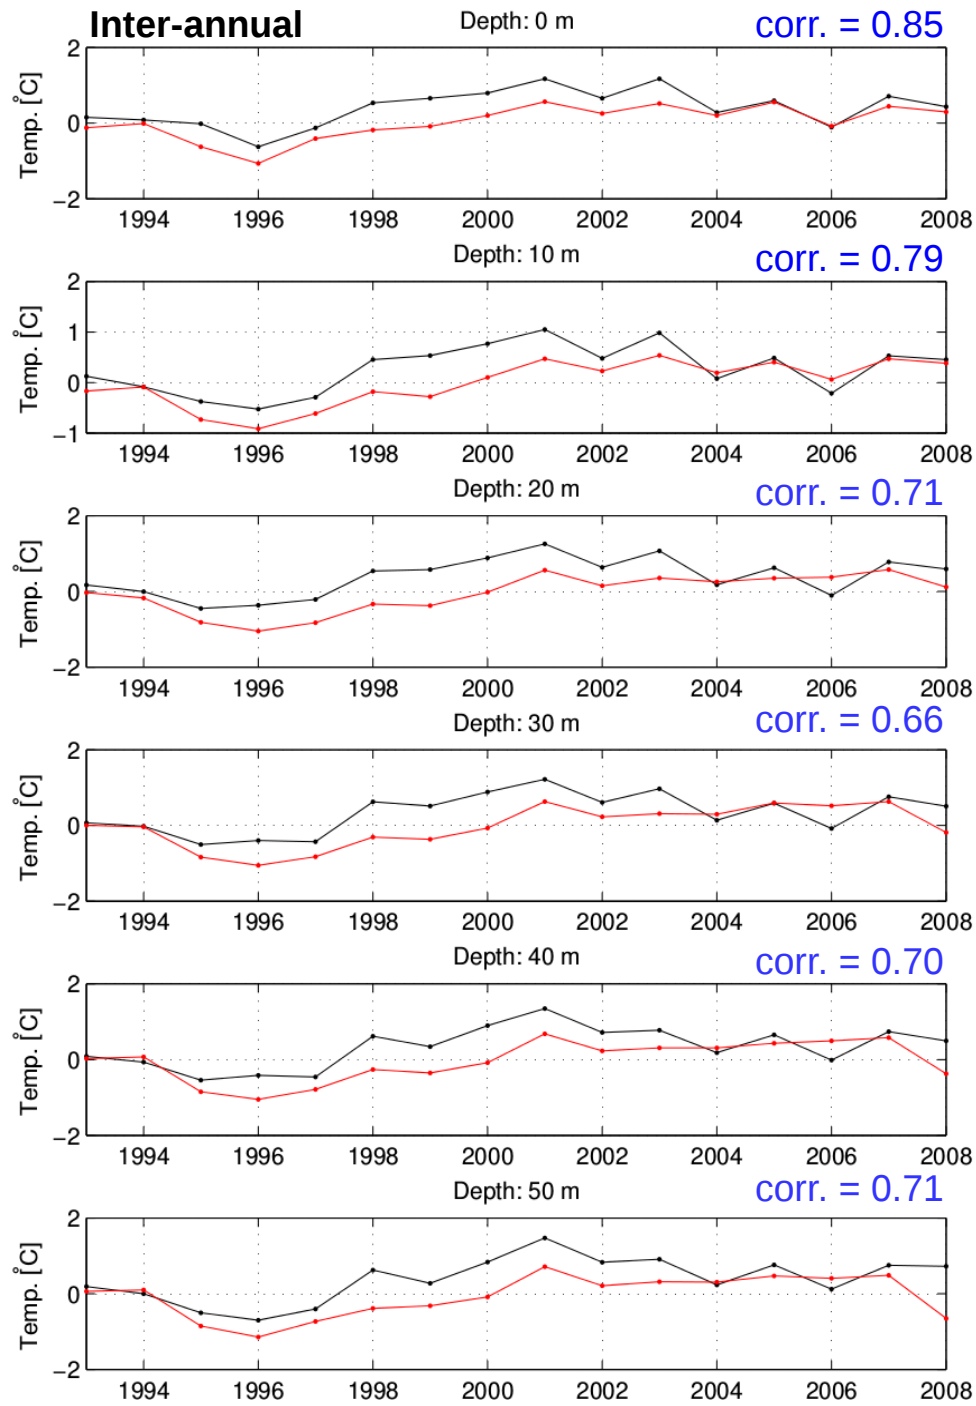 Inter-annual Depth: 0 m corr. = 0.85
2
0
−2
Temp. [°C]
1994 1996 1998 2000 2002 2004 2006 2008
Depth: 10 m corr. = 0.79
2
1
0
−1
Temp. [°C]
1994 1996 1998 2000 2002 2004 2006 2008
Depth: 20 m corr. = 0.71
2
0
−2
Temp. [°C]
1994 1996 1998 2000 2002 2004 2006 2008
Depth: 30 m corr. = 0.66
2
0
−2
Temp. [°C]
1994 1996 1998 2000 2002 2004 2006 2008
Depth: 40 m corr. = 0.70
2
0
−2
Temp. [°C]
1994 1996 1998 2000 2002 2004 2006 2008
Depth: 50 m corr. = 0.71
2
0
−2
Temp. [°C]
1994 1996 1998 2000 2002 2004 2006 2008